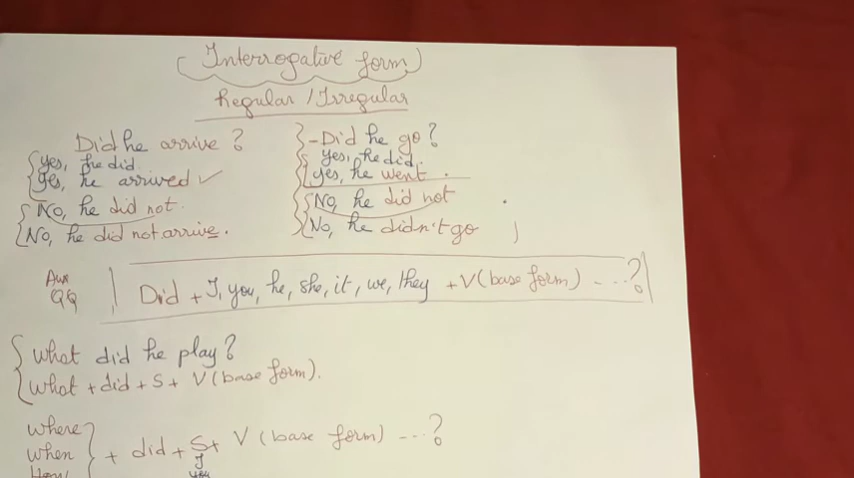 Interrogative form
Regular / Irregular
Did he arrive ?
Yes, he did.
Yes, he arrived ✓
No, he did not.
No, he did not arrive.
- Did he go ?
Yes, he did.
Yes, he went.
No, he did not
No, he didn't go
Aux
Did + I, you, he, she, it, we, they + V (base form) - ...?
What did he play ?
What + did + S + V (base form).
Where
When
How
+ did + S + V (base form) - ...?
I
you